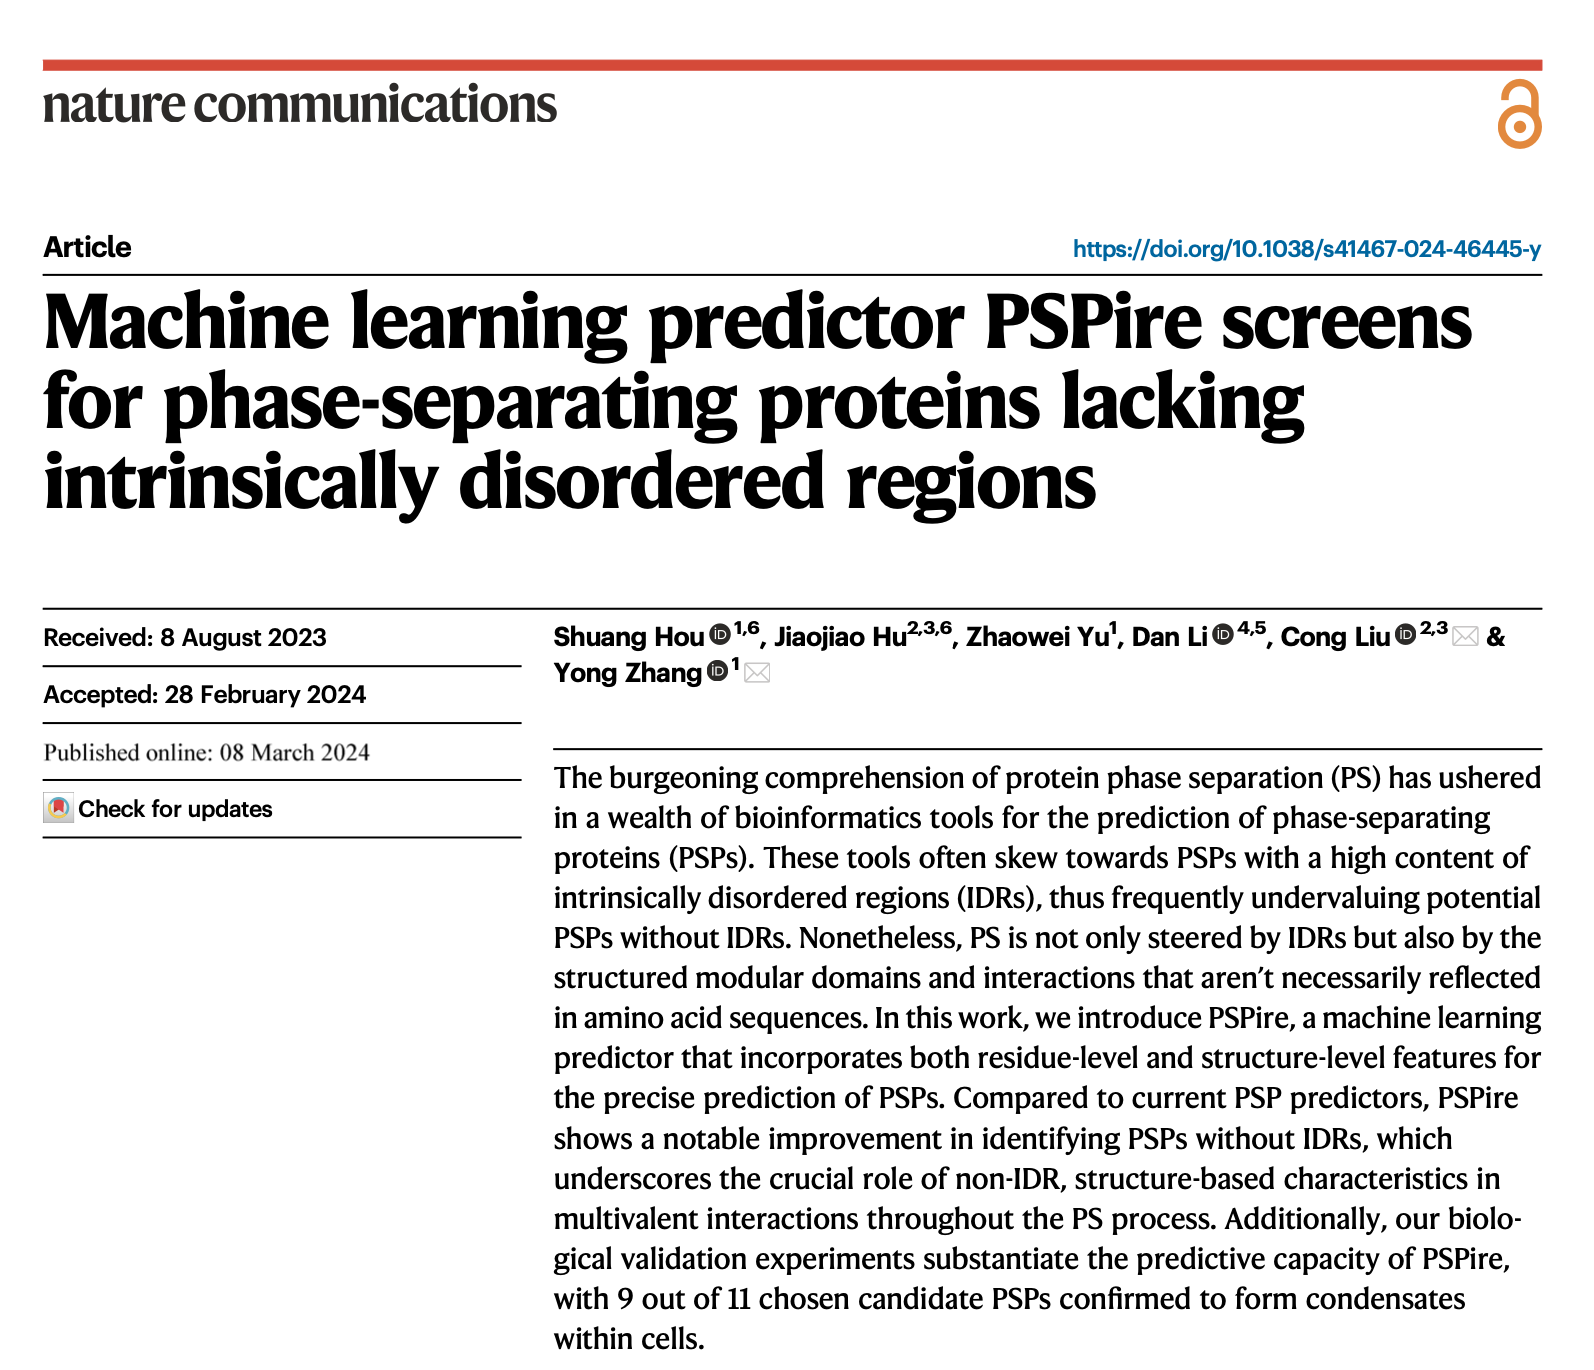 nature communications
Article
https://doi.org/10.1038/s41467-024-46445-y
Machine learning predictor PSPire screens
for phase-separating proteins lacking
intrinsically disordered regions
Received: 8 August 2023
Accepted: 28 February 2024
Published online: 08 March 2024
Check for updates
Shuang Hou iD 1,6, Jiaojiao Hu2,3,6, Zhaowei Yu1, Dan Li iD 4,5, Cong Liu iD 2,3 &
Yong Zhang iD 1
The burgeoning comprehension of protein phase separation (PS) has ushered
in a wealth of bioinformatics tools for the prediction of phase-separating
proteins (PSPs). These tools often skew towards PSPs with a high content of
intrinsically disordered regions (IDRs), thus frequently undervaluing potential
PSPs without IDRs. Nonetheless, PS is not only steered by IDRs but also by the
structured modular domains and interactions that aren’t necessarily reflected
in amino acid sequences. In this work, we introduce PSPire, a machine learning
predictor that incorporates both residue-level and structure-level features for
the precise prediction of PSPs. Compared to current PSP predictors, PSPire
shows a notable improvement in identifying PSPs without IDRs, which
underscores the crucial role of non-IDR, structure-based characteristics in
multivalent interactions throughout the PS process. Additionally, our biolo-
gical validation experiments substantiate the predictive capacity of PSPire,
with 9 out of 11 chosen candidate PSPs confirmed to form condensates
within cells.